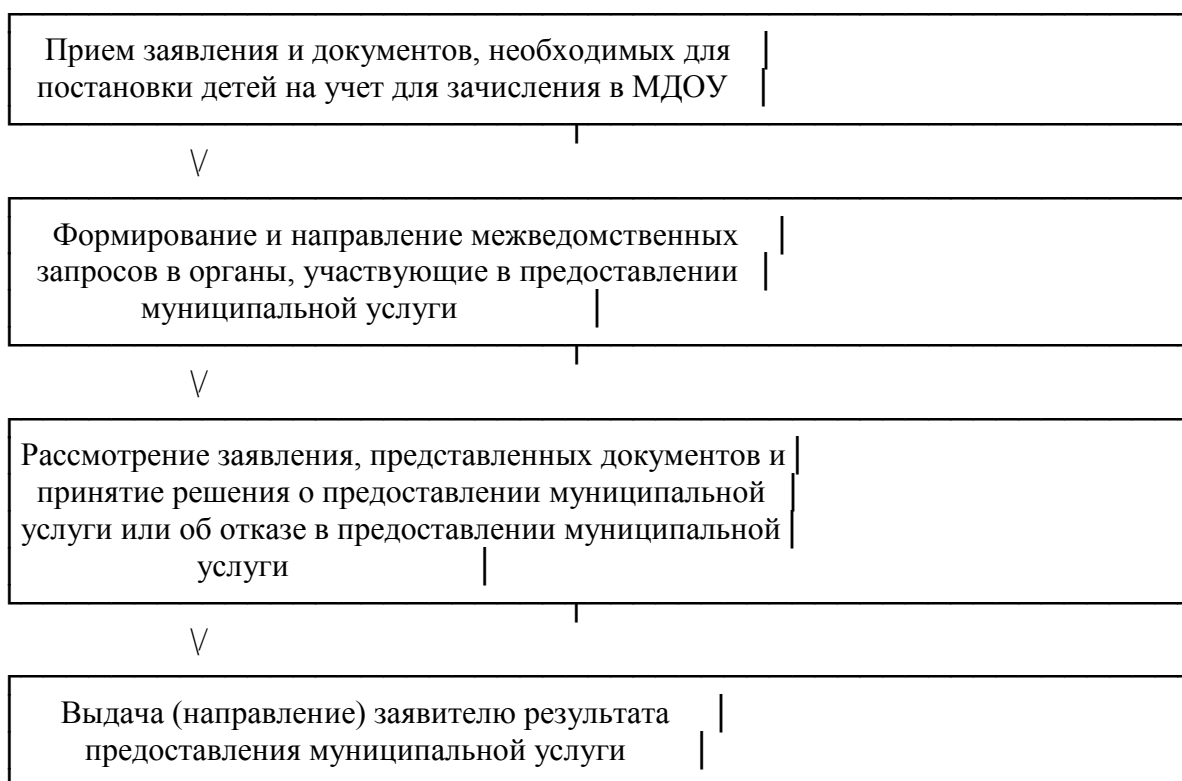 Прием заявления и документов, необходимых для
постановки детей на учет для зачисления в МДОУ
Формирование и направление межведомственных
запросов в органы, участвующие в предоставлении
муниципальной услуги
Рассмотрение заявления, представленных документов и
принятие решения о предоставлении муниципальной
услуги или об отказе в предоставлении муниципальной
услуги
Выдача (направление) заявителю результата
предоставления муниципальной услуги